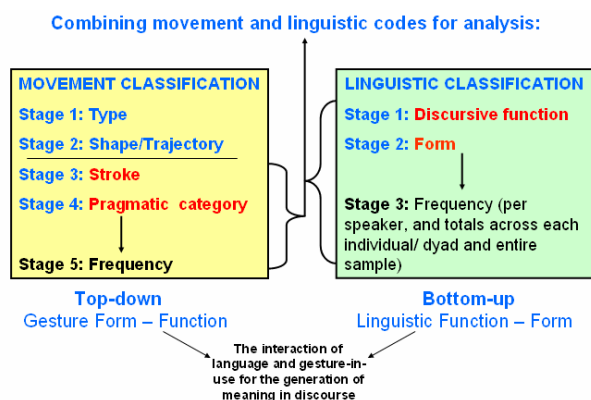 Combining movement and linguistic codes for analysis:
MOVEMENT CLASSIFICATION
Stage 1: Type
Stage 2: Shape/Trajectory
Stage 3: Stroke
Stage 4: Pragmatic category
Stage 5: Frequency
LINGUISTIC CLASSIFICATION
Stage 1: Discursive function
Stage 2: Form
Stage 3: Frequency (per
speaker, and totals across each
individual/ dyad and entire
sample)
Top-down
Gesture Form – Function
Bottom-up
Linguistic Function – Form
The interaction
of language and gesture-in-
use for the generation of
meaning in discourse